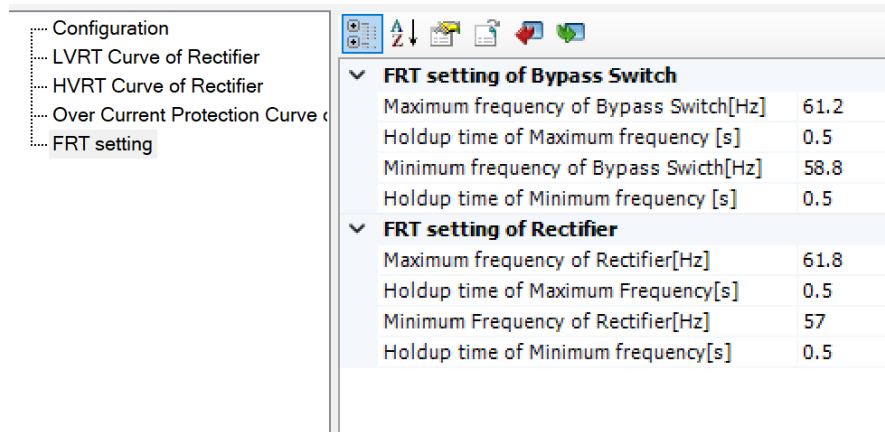 Configuration
LVRT Curve of Rectifier
HVRT Curve of Rectifier
Over Current Protection Curve
FRT setting
FRT setting of Bypass Switch
Maximum frequency of Bypass Switch[Hz] 61.2
Holdup time of Maximum frequency [s] 0.5
Minimum frequency of Bypass Swicth[Hz] 58.8
Holdup time of Minimum frequency [s] 0.5
FRT setting of Rectifier
Maximum frequency of Rectifier[Hz] 61.8
Holdup time of Maximum Frequency[s] 0.5
Minimum Frequency of Rectifier[Hz] 57
Holdup time of Minimum frequency[s] 0.5